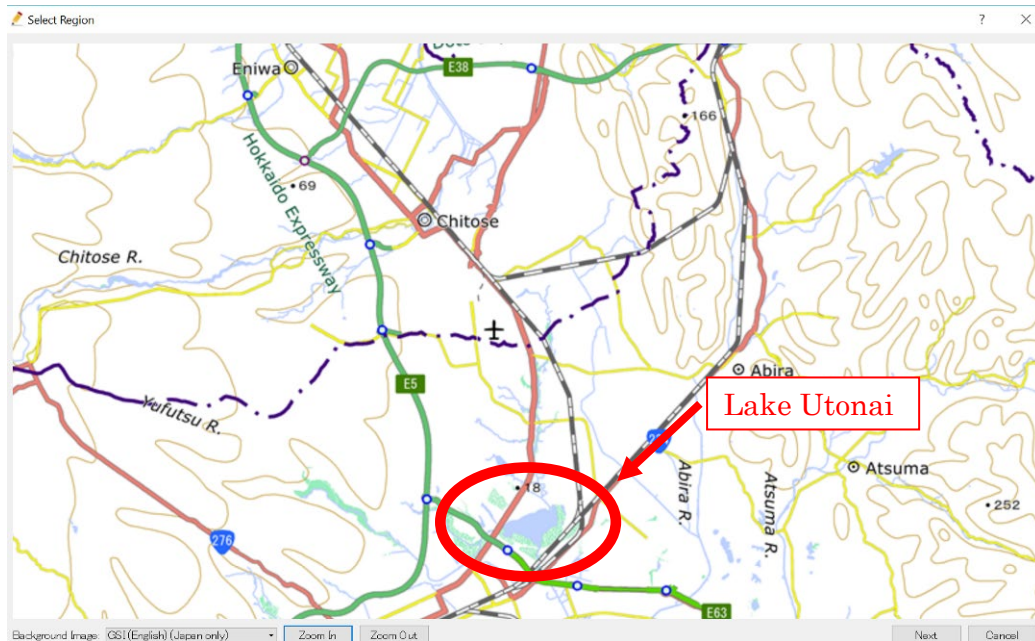 Select Region
? ×
Eniwa
E38
166
Hokkaido Expressway
69
Chitose
Chitose R.
E5
Abira
Yufutsu R.
Lake Utonai
Atsuma
18
Abira R.
Atsuma R.
252
276
E63
Background Image: GSI (English) (Japan only) Zoom In Zoom Out Next Cancel